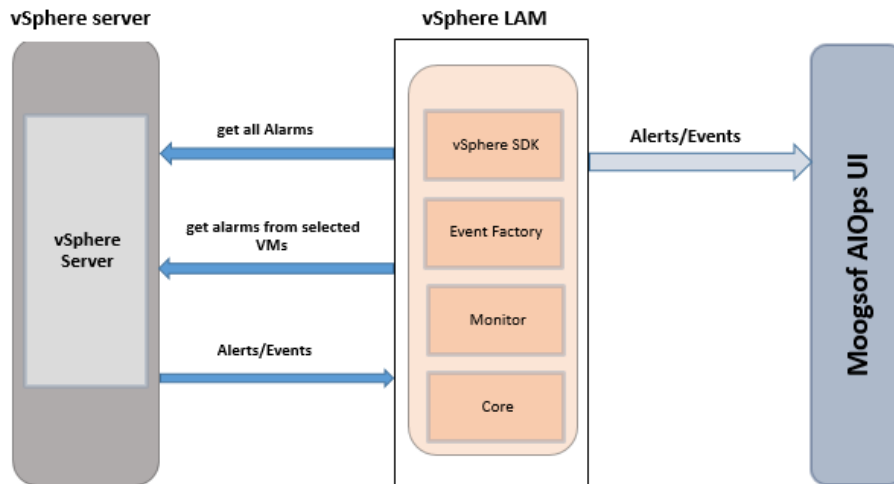 vSphere server
vSphere LAM
get all Alarms
vSphere SDK
Alerts/Events
get alarms from selected
VMs
Event Factory
vSphere
Server
Monitor
Alerts/Events
Core
Moogsof AIOps UI